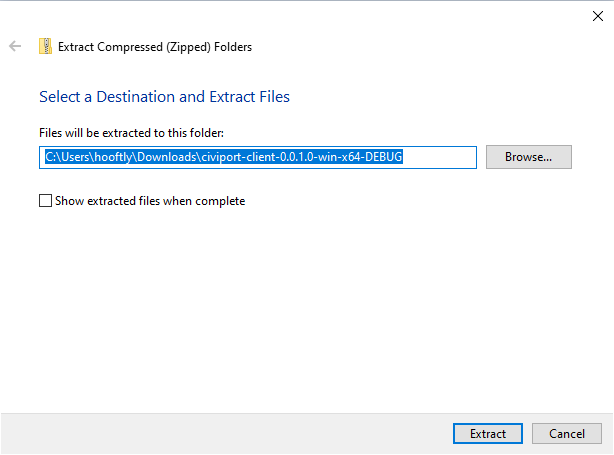 Extract Compressed (Zipped) Folders
Select a Destination and Extract Files
Files will be extracted to this folder:
C:\Users\hooftly\Downloads\civiport-client-0.0.1.0-win-x64-DEBUG
Browse...
Show extracted files when complete
Extract
Cancel